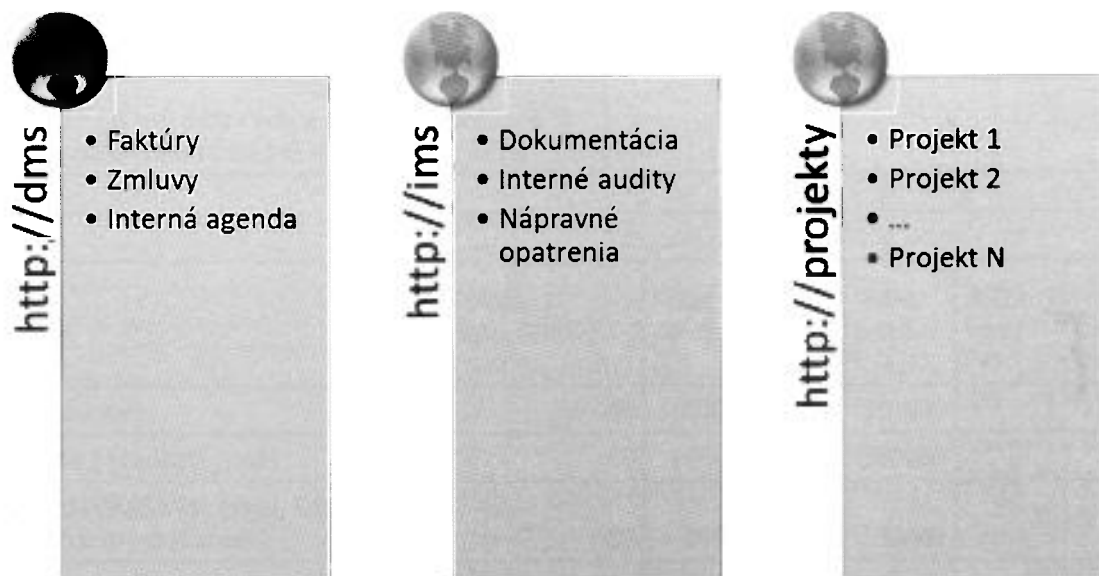 http://dms
• Faktúry
• Zmluvy
• Interná agenda
http://ims
• Dokumentácia
• Interné audity
• Nápravné
opatrenia
http://projekty
• Projekt 1
• Projekt 2
• ...
• Projekt N